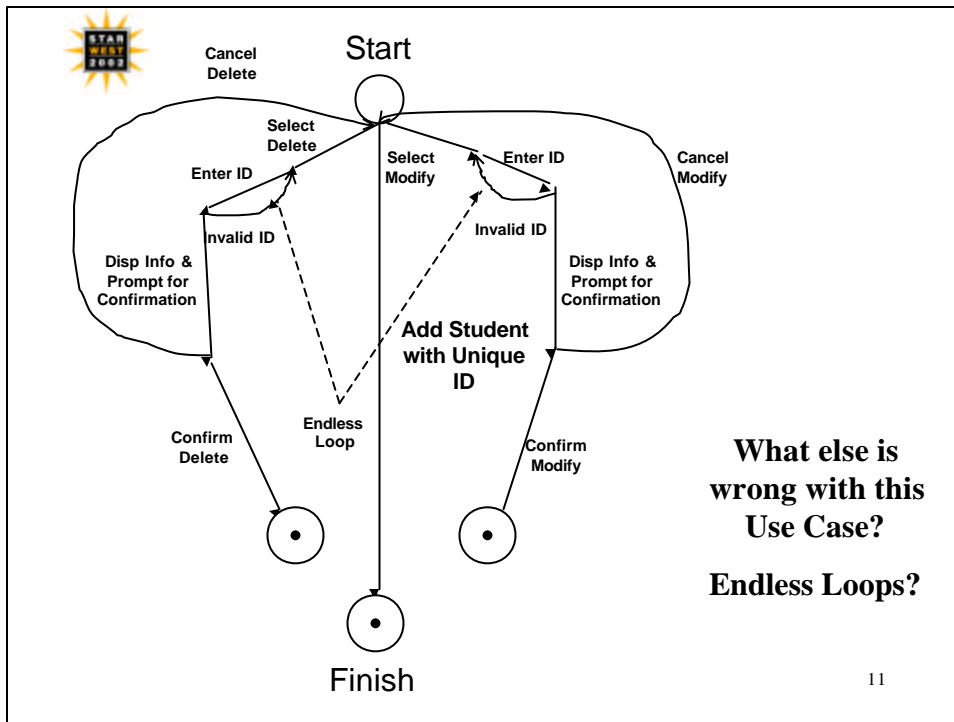 STAR
WEST
2002
Start
Cancel
Delete
Select
Delete
Enter ID
Invalid ID
Select
Modify
Enter ID
Invalid ID
Cancel
Modify
Disp Info &
Prompt for
Confirmation
Disp Info &
Prompt for
Confirmation
Add Student
with Unique
ID
Endless
Loop
Confirm
Delete
Confirm
Modify
What else is
wrong with this
Use Case?
Endless Loops?
Finish
11